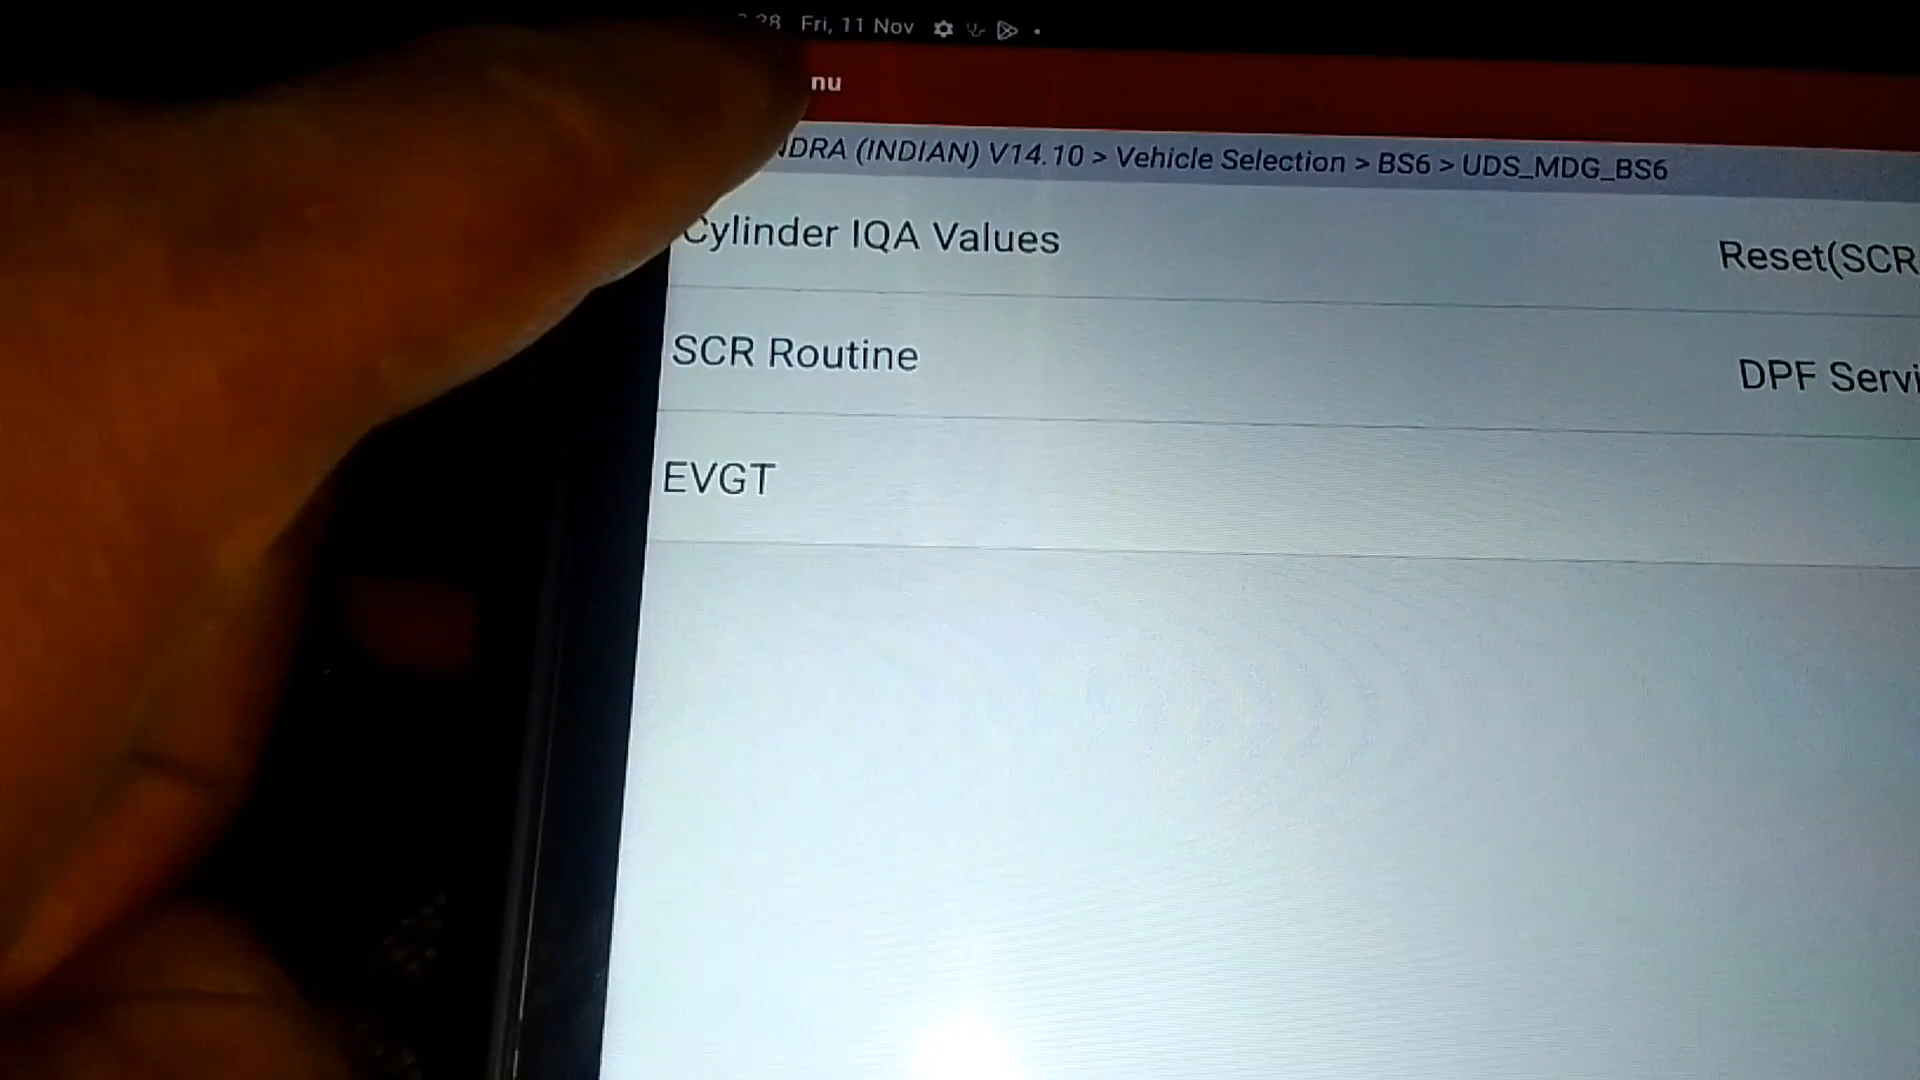 Fri, 11 Nov
nu
NDRA (INDIAN) V14.10 > Vehicle Selection > BS6 > UDS_MDG_BS6
Cylinder IQA Values
Reset(SCR
SCR Routine
DPF Servi
EVGT